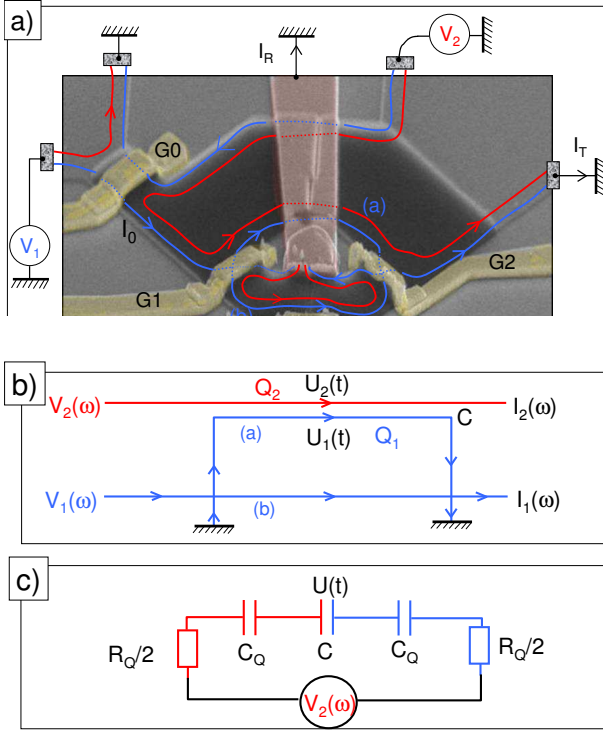 a)
I_R
V_2
G0
I_T
(a)
I_0
V_1
G2
G1
b)
U_2(t)
Q_2
V_2(ω)
I_2(ω)
C
(a)
U_1(t)
Q_1
V_1(ω)
(b)
I_1(ω)
c)
U(t)
R_Q/2
C_Q
C
C_Q
R_Q/2
V_2(ω)